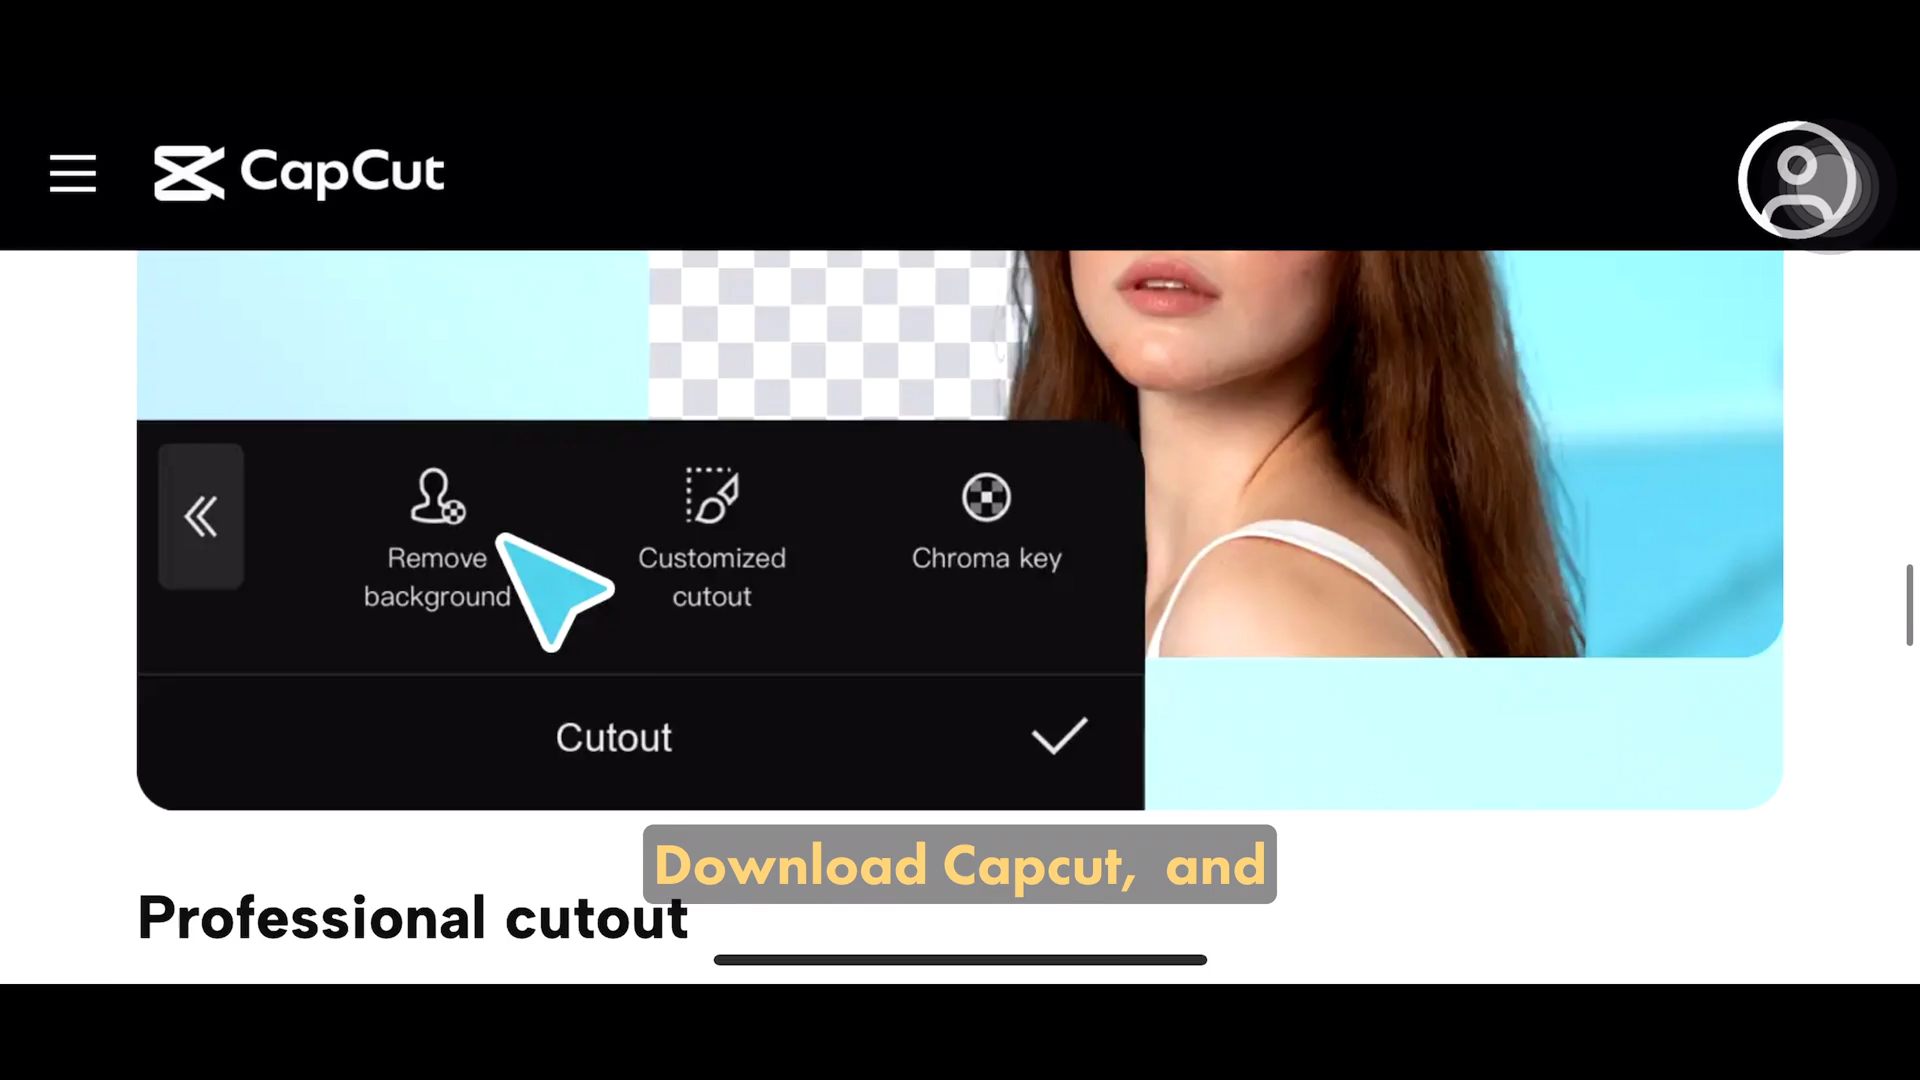 CapCut
Remove
background
Customized
cutout
Chroma key
Cutout
Download Capcut, and
Professional cutout